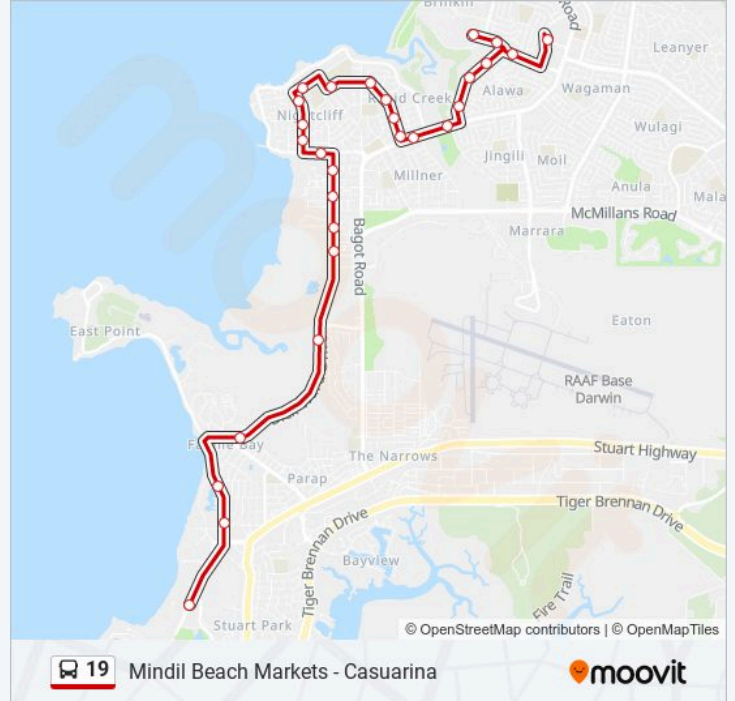 Brinkin
Road
Leanyer
Rapid Creek
Alawa
Wagaman
Nightcliff
Wulagi
Jingili
Moil
Millner
Anula
Mala
McMillans Road
Marrara
Bagot Road
East Point
Eaton
RAAF Base
Darwin
Fannie Bay
The Narrows
Stuart Highway
Parap
Tiger Brennan Drive
Tiger Brennan Drive
Bayview
Fire Trail
Stuart Park
© OpenStreetMap contributors | © OpenMapTiles
19 Mindil Beach Markets - Casuarina
moovit